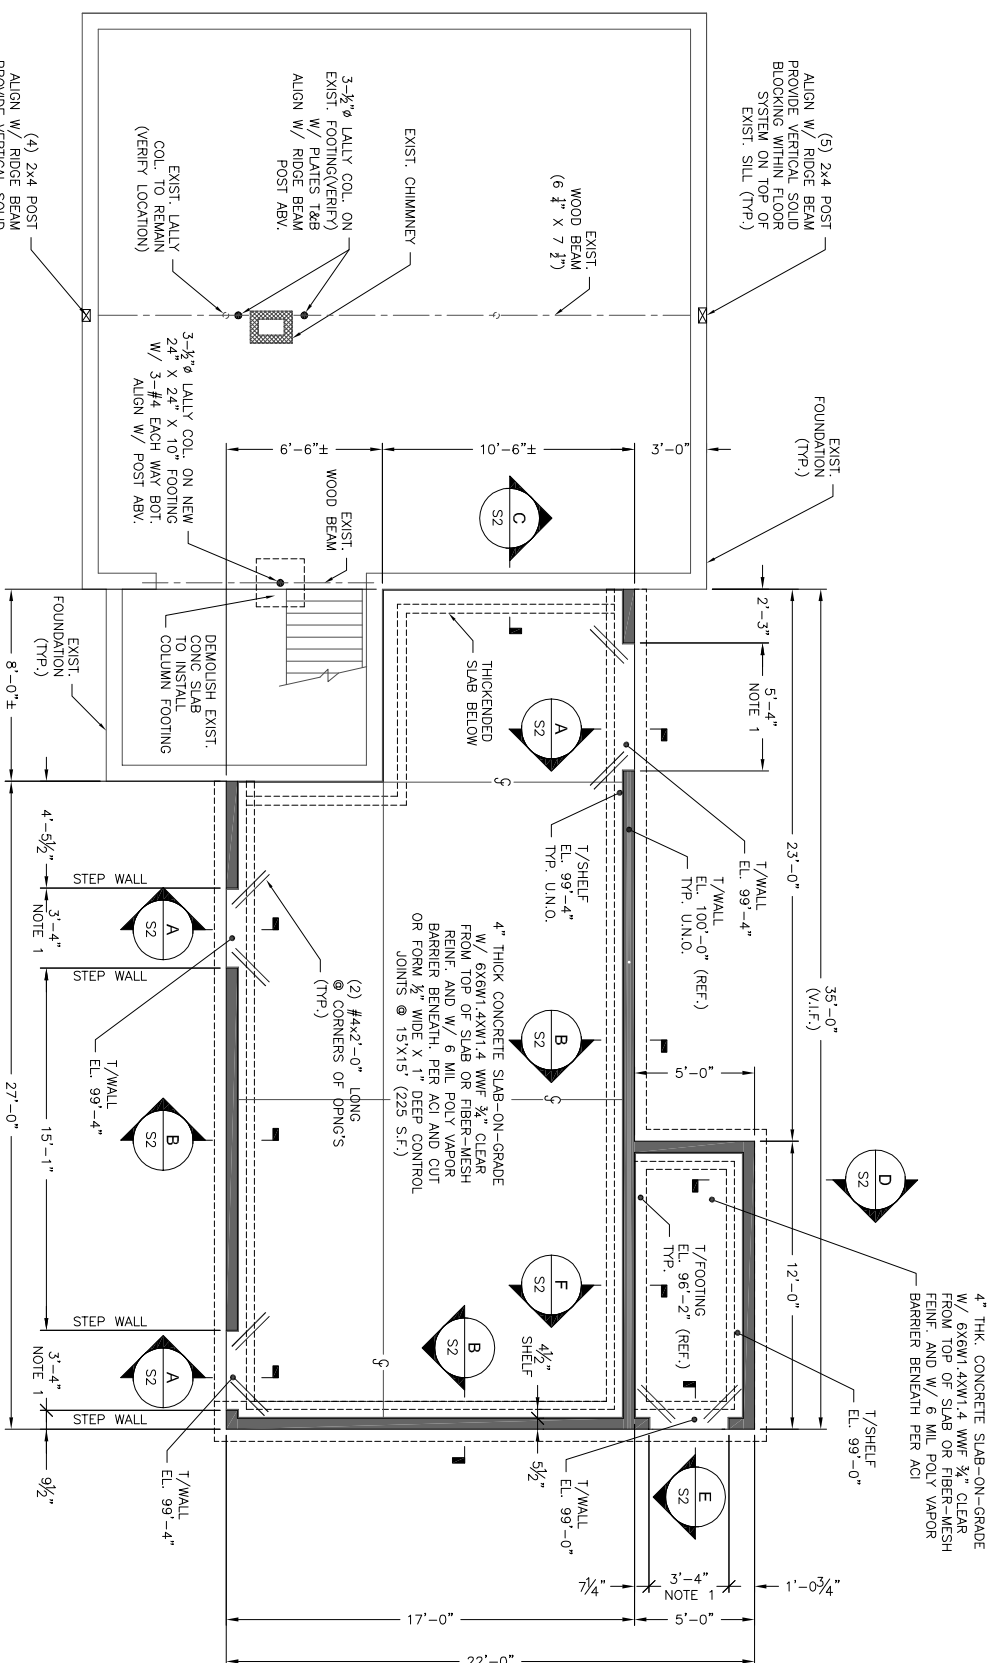 (5) 2x4 POST
ALIGN W/ RIDGE BEAM
PROVIDE VERTICAL SOLID
BLOCKING WITHIN FLOOR
SYSTEM ON TOP OF
EXIST. SILL (TYP.)
EXIST.
FOUNDATION
(TYP.)
EXIST.
WOOD BEAM
(6 ¼" X 7 ½")
EXIST. CHIMMNEY
3-½"ø LALLY COL. ON
EXIST. FOOTING(VERIFY)
W/ PLATES T&B
ALIGN W/ RIDGE BEAM
POST ABV.
EXIST. LALLY
COL. TO REMAIN
(VERIFY LOCATION)
(4) 2x4 POST
ALIGN W/ RIDGE BEAM
PROVIDE VERTICAL SOLID
3-½"ø LALLY COL. ON NEW
24" X 24" X 10" FOOTING
W/ 3-#4 EACH WAY BOT.
ALIGN W/ POST ABV.
EXIST.
WOOD BEAM
6'-6"±
10'-6"±
3'-0"
C
S2
DEMOLISH EXIST.
CONC SLAB
TO INSTALL
COLUMN FOOTING
EXIST.
FOUNDATION
(TYP.)
8'-0"±
THICKENDED
SLAB BELOW
2'-3"
5'-4"
NOTE 1
23'-0"
35'-0"
(V.I.F.)
12'-0"
5'-0"
A
S2
T/WALL
EL. 99'-4"
T/WALL
EL. 100'-0" (REF.)
TYP. U.N.O.
T/SHELF
EL. 99'-4"
TYP. U.N.O.
4" THICK CONCRETE SLAB-ON-GRADE
W/ 6X6W1.4XW1.4 WWF ¾" CLEAR
FROM TOP OF SLAB OR FIBER-MESH
REINF. AND W/ 6 MIL POLY VAPOR
BARRIER BENEATH. PER ACI AND CUT
OR FORM ½" WIDE X 1" DEEP CONTROL
JOINTS @ 15'X15' (225 S.F.)
(2) #4x2'-0" LONG
@ CORNERS OF OPNG'S
(TYP.)
B
S2
D
S2
4" THK. CONCRETE SLAB-ON-GRADE
W/ 6X6W1.4XW1.4 WWF ¾" CLEAR
FROM TOP OF SLAB OR FIBER-MESH
FEINF. AND W/ 6 MIL POLY VAPOR
BARRIER BENEATH PER ACI
T/SHELF
EL. 99'-0"
T/FOOTING
EL. 96'-2" (REF.)
TYP.
F
S2
B
S2
4½"
SHELF
5½"
T/WALL
EL. 99'-0"
E
S2
7¼"
3'-4"
NOTE 1
1'-0¾"
17'-0"
5'-0"
22'-0"
STEP WALL
STEP WALL
STEP WALL
STEP WALL
4'-5½"
3'-4"
NOTE 1
A
S2
T/WALL
EL. 99'-4"
B
S2
15'-1"
27'-0"
A
S2
3'-4"
NOTE 1
9½"
T/WALL
EL. 99'-4"